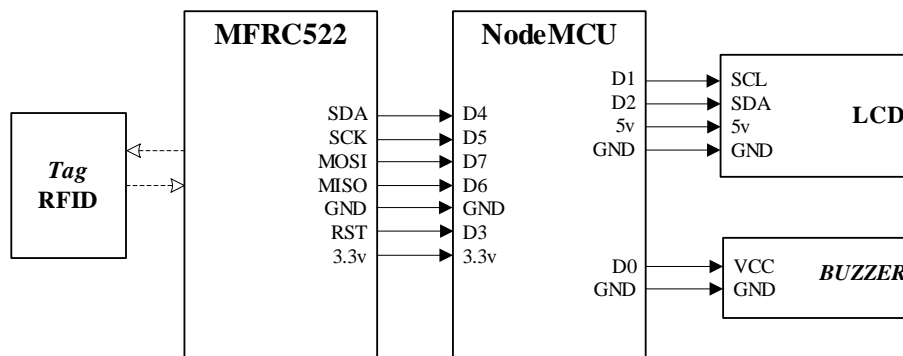 MFRC522
NodeMCU
Tag
RFID
SDA
SCK
MOSI
MISO
GND
RST
3.3v
D4
D5
D7
D6
GND
D3
3.3v
D1
D2
5v
GND
D0
GND
SCL
SDA
5v
GND
LCD
VCC
GND
BUZZER